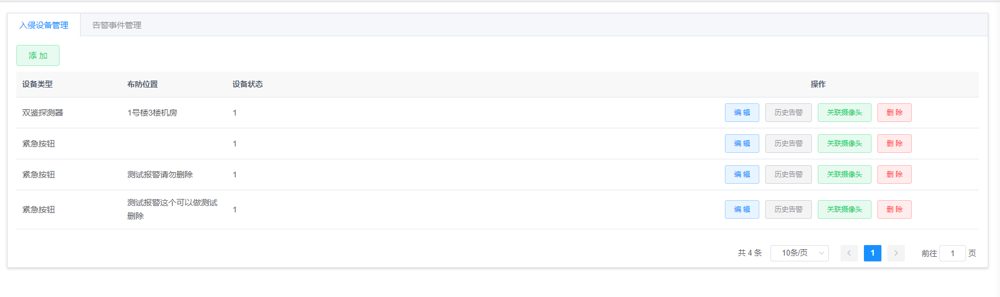 入侵设备管理 告警事件管理
添 加
设备类型 布防位置 设备状态 操作
双鉴探测器 1号楼3楼机房 1 编 辑 历史告警 关联摄像头 删 除
紧急按钮 1 编 辑 历史告警 关联摄像头 删 除
紧急按钮 测试报警请勿删除 1 编 辑 历史告警 关联摄像头 删 除
紧急按钮 测试报警这个可以做测试 1 编 辑 历史告警 关联摄像头 删 除
删除
共 4 条 10条/页 1 前往 1 页